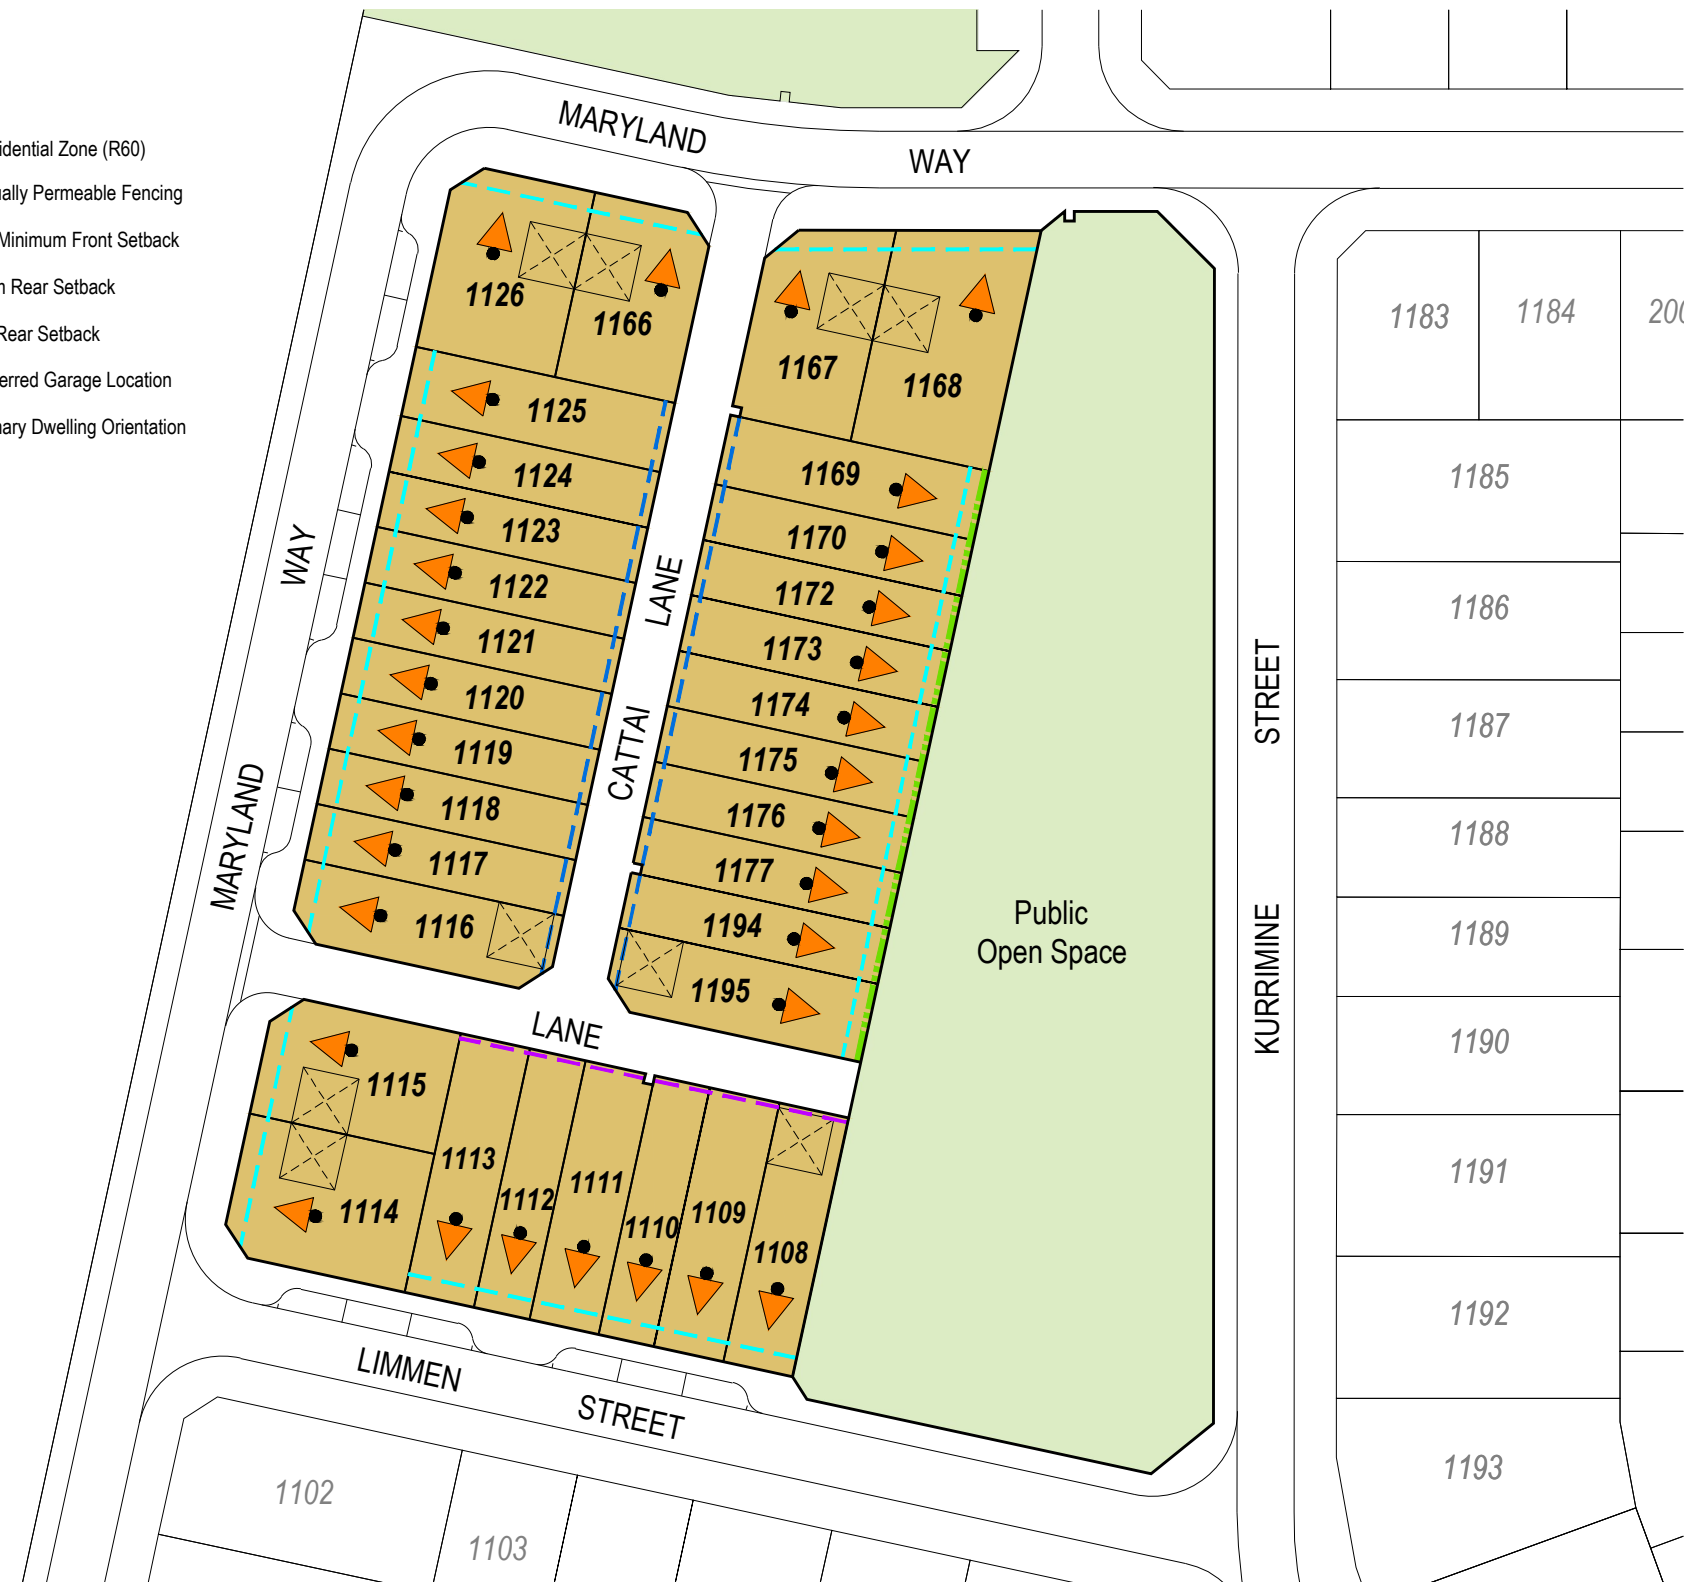 idential Zone (R60)
ually Permeable Fencing
Minimum Front Setback
n Rear Setback
Rear Setback
erred Garage Location
nary Dwelling Orientation
MARYLAND
WAY
1126
1166
1167
1168
1183
1184
200
1125
1124
1123
1122
1121
1120
1119
1118
1117
1116
WAY
MARYLAND
LANE
CATTAI
1169
1170
1172
1173
1174
1175
1176
1177
1194
1195
Public
Open Space
STREET
KURRIMINE
1185
1186
1187
1188
1189
1190
1191
1192
1193
LANE
1115
1114
1113
1112
1111
1110
1109
1108
LIMMEN
STREET
1102
1103